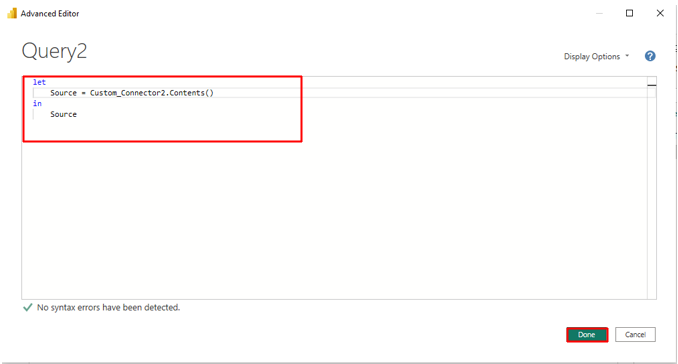 Advanced Editor
Query2
Display Options
?
let
Source = Custom_Connector2.Contents()
in
Source
No syntax errors have been detected.
Done
Cancel